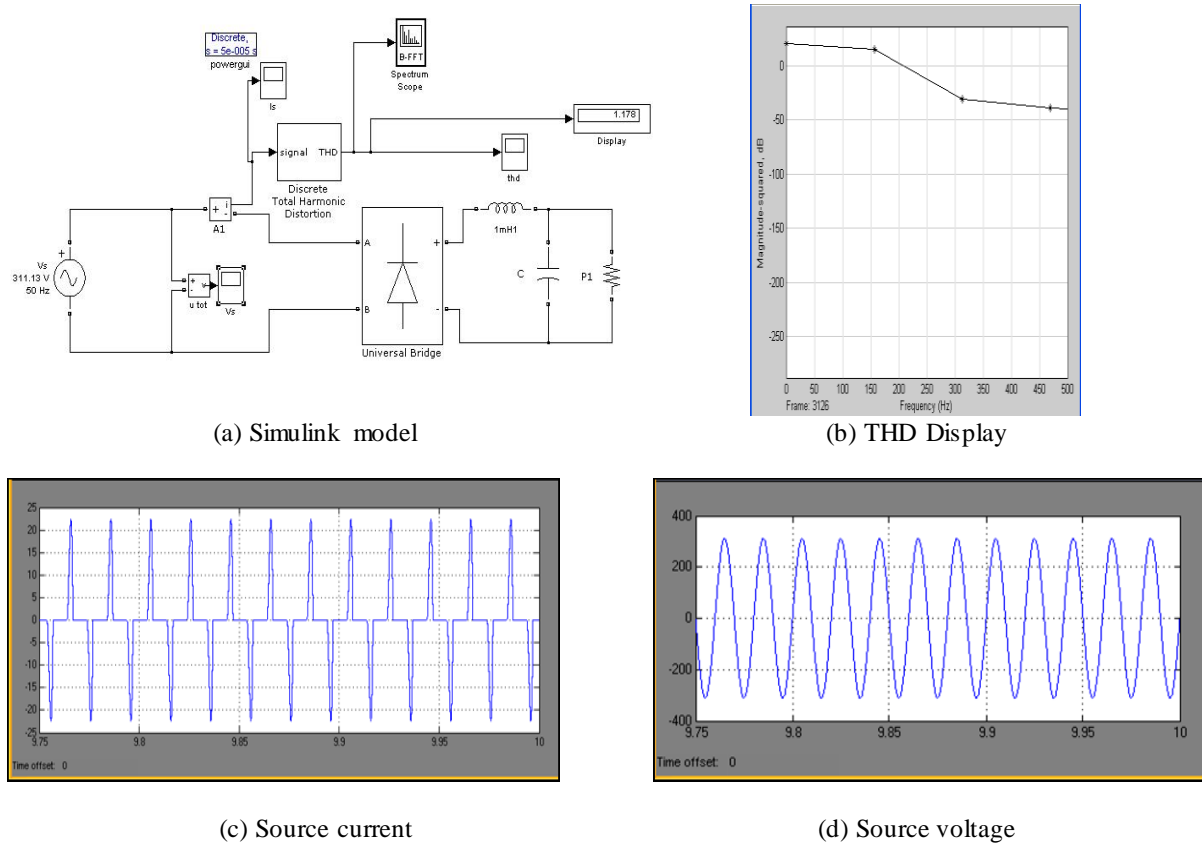 Discrete,
s = 5e-005 s
powergui
Is
B-FFT
Spectrum
Scope
1.178
Display
signal THD
thd
Discrete
Total Harmonic
Distortion
+
i
-
A1
1mH1
+
Vs
311.13 V
50 Hz
+
-
v
u tot
Vs
A
B
+
-
Universal Bridge
C
P1
(a) Simulink model
Magnitude-squared, dB
0
-50
-100
-150
-200
-250
0 50 100 150 200 250 300 350 400 450 500
Frame: 3126 Frequency (Hz)
(b) THD Display
25
20
15
10
5
0
-5
-10
-15
-20
-25
9.75 9.8 9.85 9.9 9.95 10
Time offset: 0
(c) Source current
400
200
0
-200
-400
9.75 9.8 9.85 9.9 9.95 10
Time offset: 0
(d) Source voltage